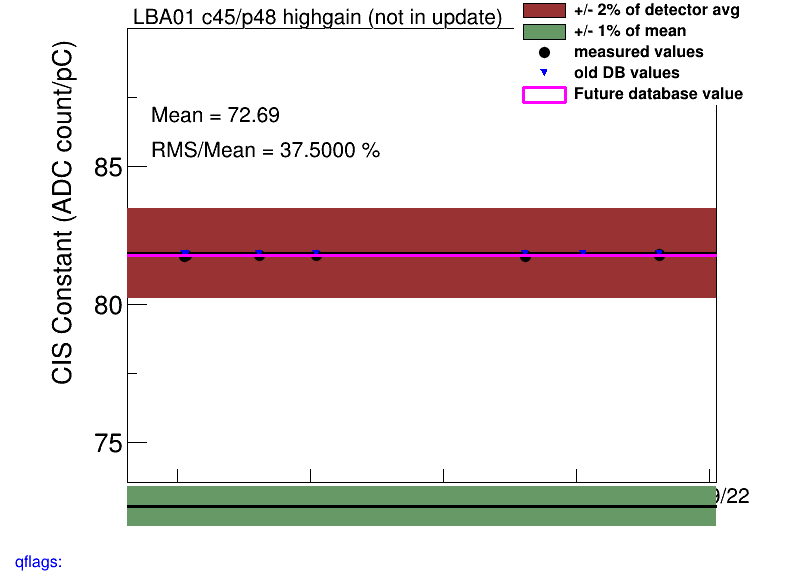 LBA01 c45/p48 highgain (not in update)
+/- 2% of detector avg
+/- 1% of mean
measured values
old DB values
Future database value
Mean = 72.69
RMS/Mean = 37.5000 %
CIS Constant (ADC count/pC)
85
80
75
/22
qflags: